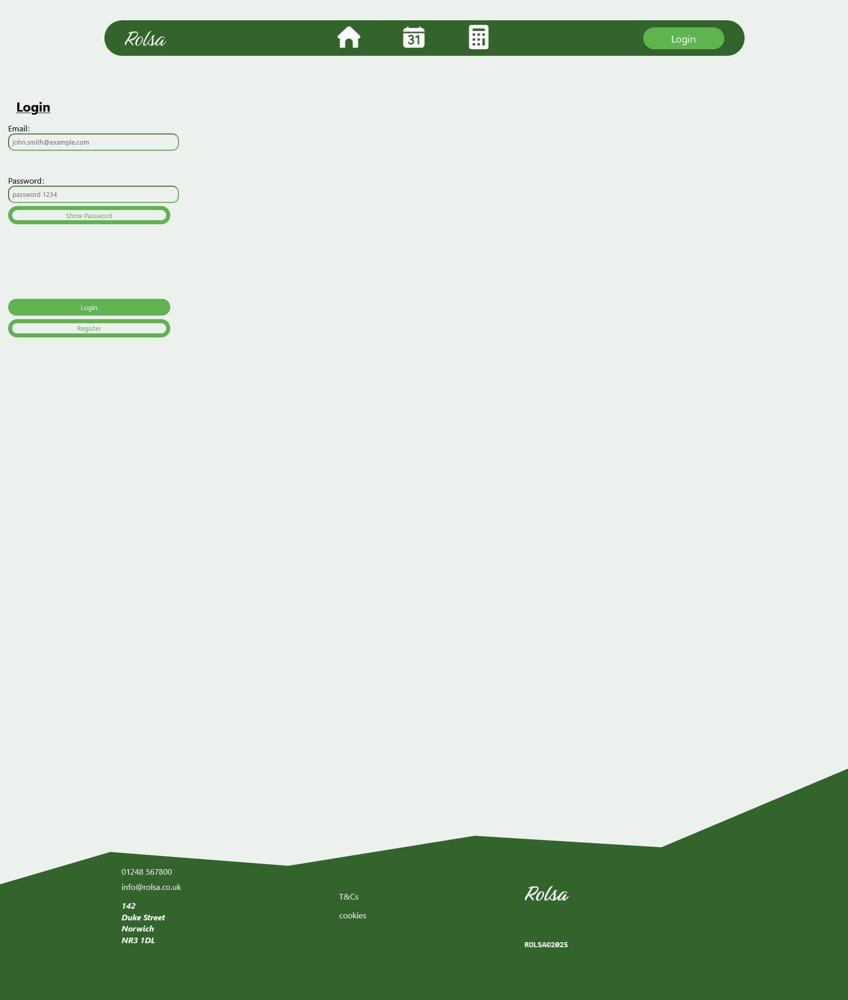 Rolsa
31
Login
Login
Email:
john.smith@example.com
Password:
password 1234
Show Password
Login
Register
01248 567800
info@rolsa.co.uk
142
Duke Street
Norwich
NR3 1DL
T&Cs
cookies
Rolsa
ROLSA©2025